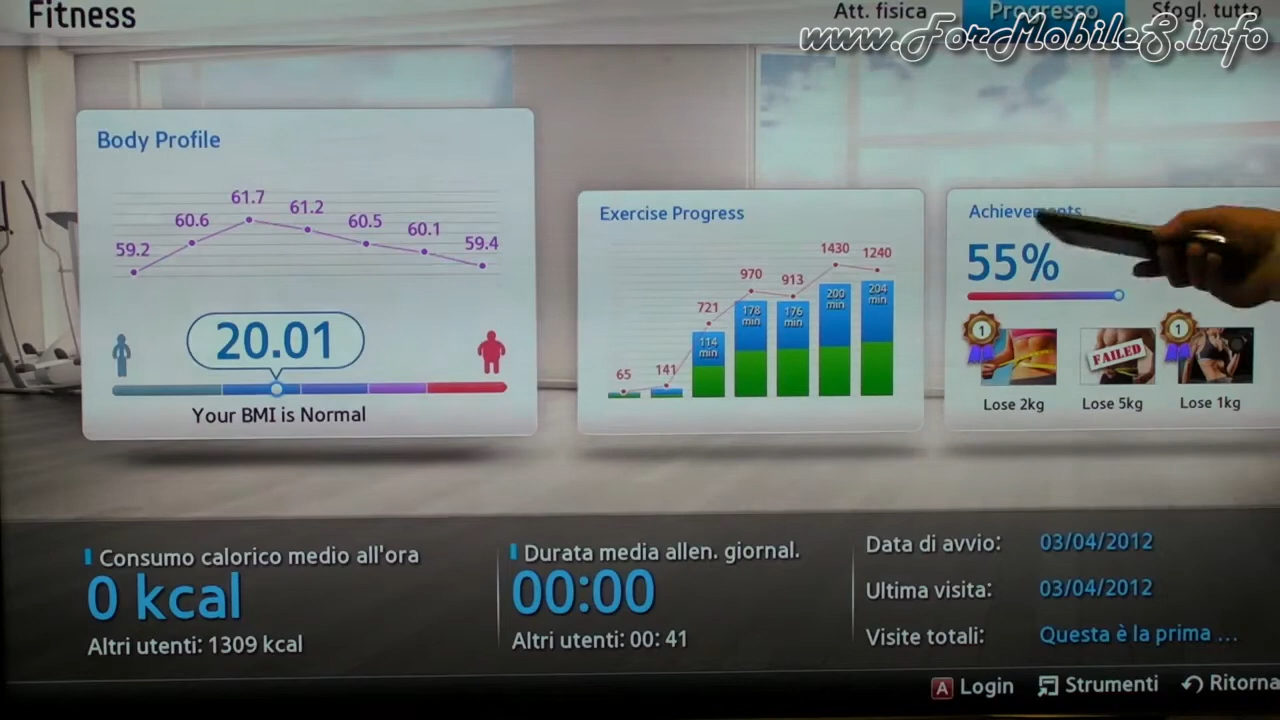 Fitness
Att. fisica
Progresso
Sfogl. tutto
www.ForMobileS.info
Body Profile
59.2
60.6
61.7
61.2
60.5
60.1
59.4
20.01
Your BMI is Normal
Exercise Progress
65
141
721
970
913
1430
1240
114 min
178 min
176 min
200 min
204 min
Achievements
55%
1
1
FAILED
Lose 2kg
Lose 5kg
Lose 1kg
Consumo calorico medio all'ora
0 kcal
Altri utenti: 1309 kcal
Durata media allen. giornal.
00:00
Altri utenti: 00: 41
Data di avvio: 03/04/2012
Ultima visita: 03/04/2012
Visite totali: Questa è la prima ...
A Login
Strumenti
Ritorna